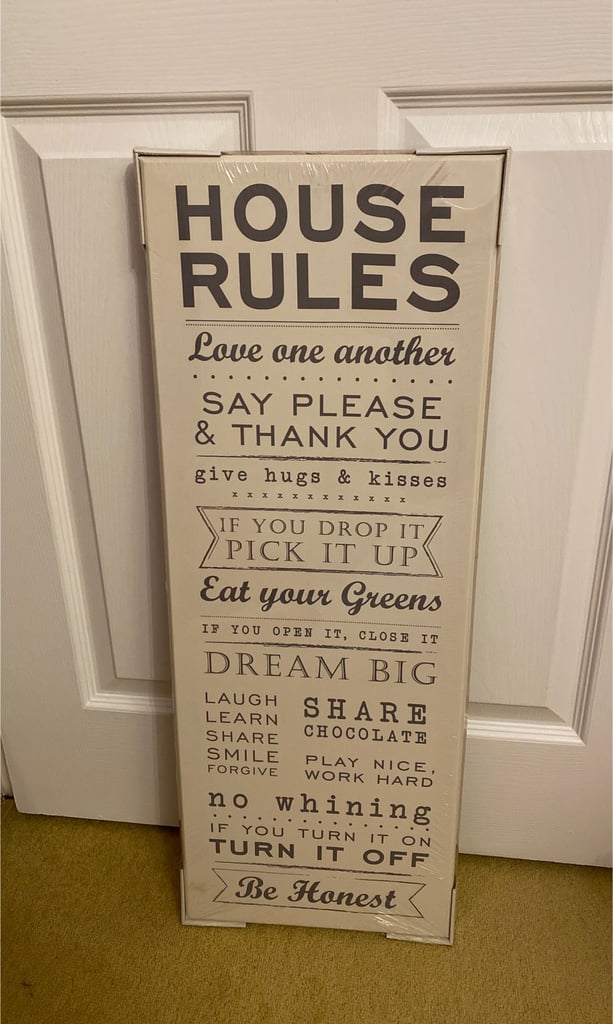 HOUSE
RULES
Love one another
SAY PLEASE
& THANK YOU
give hugs & kisses
x x x x x x x x x x x x
IF YOU DROP IT
PICK IT UP
Eat your Greens
IF YOU OPEN IT, CLOSE IT
DREAM BIG
LAUGH
LEARN
SHARE
SMILE
FORGIVE
SHARE
CHOCOLATE
PLAY NICE,
WORK HARD
no whining
IF YOU TURN IT ON
TURN IT OFF
Be Honest